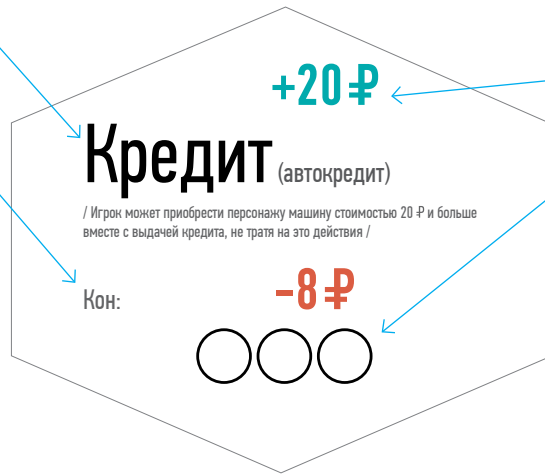 +20 ₽
Кредит (автокредит)
/ Игрок может приобрести персонажу машину стоимостью 20 ₽ и больше
вместе с выдачей кредита, не тратя на это действия /
Кон: -8 ₽